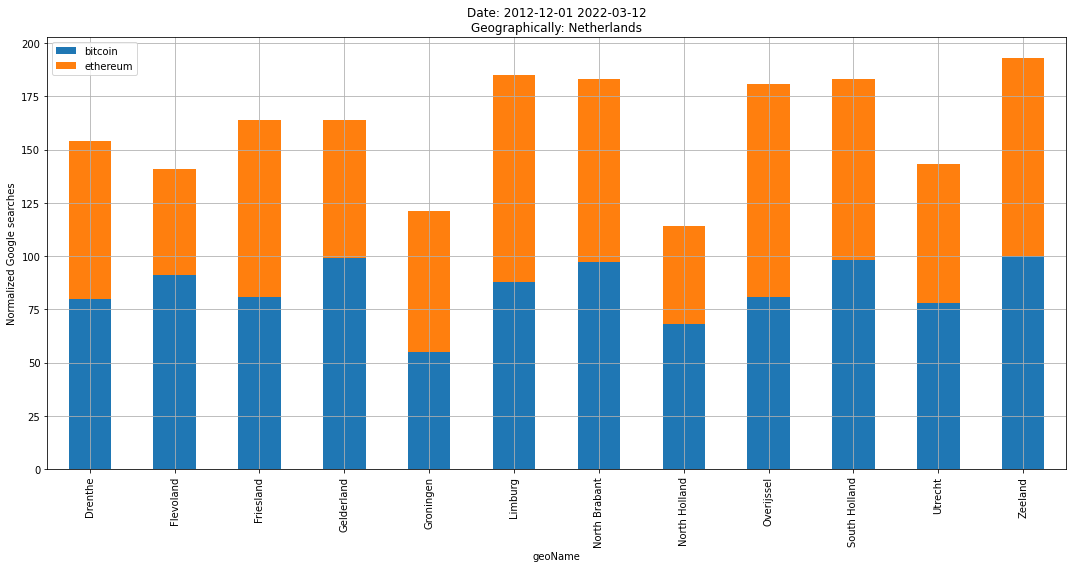 Date: 2012-12-01 2022-03-12
Geographically: Netherlands
bitcoin
ethereum
Normalized Google searches
200
175
150
125
100
75
50
25
0
Drenthe
Flevoland
Friesland
Gelderland
Groningen
Limburg
North Brabant
North Holland
Overijssel
South Holland
Utrecht
Zeeland
geoName